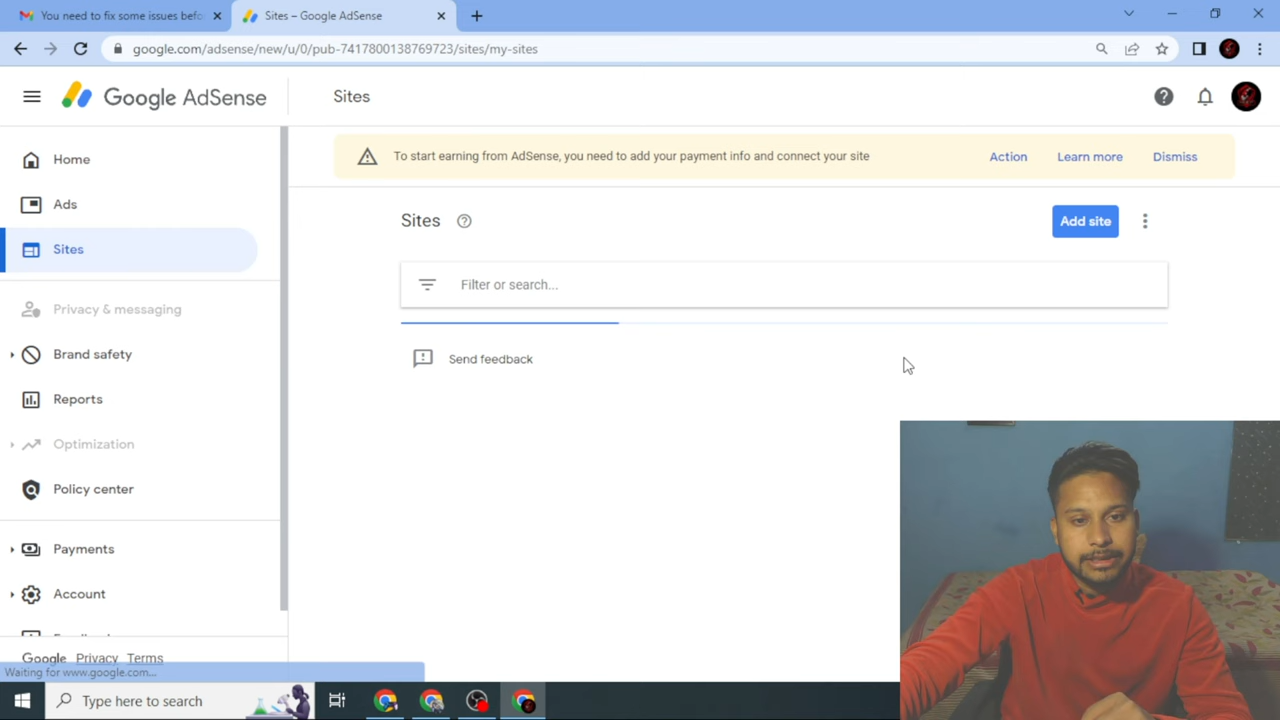 You need to fix some issues befo
Sites – Google AdSense
google.com/adsense/new/u/0/pub-7417800138769723/sites/my-sites
Google AdSense
Sites
Home
Ads
Sites
Privacy & messaging
Brand safety
Reports
Optimization
Policy center
Payments
Account
Google Privacy Terms
Waiting for www.google.com...
To start earning from AdSense, you need to add your payment info and connect your site
Action
Learn more
Dismiss
Sites
Add site
Filter or search...
Send feedback
Type here to search